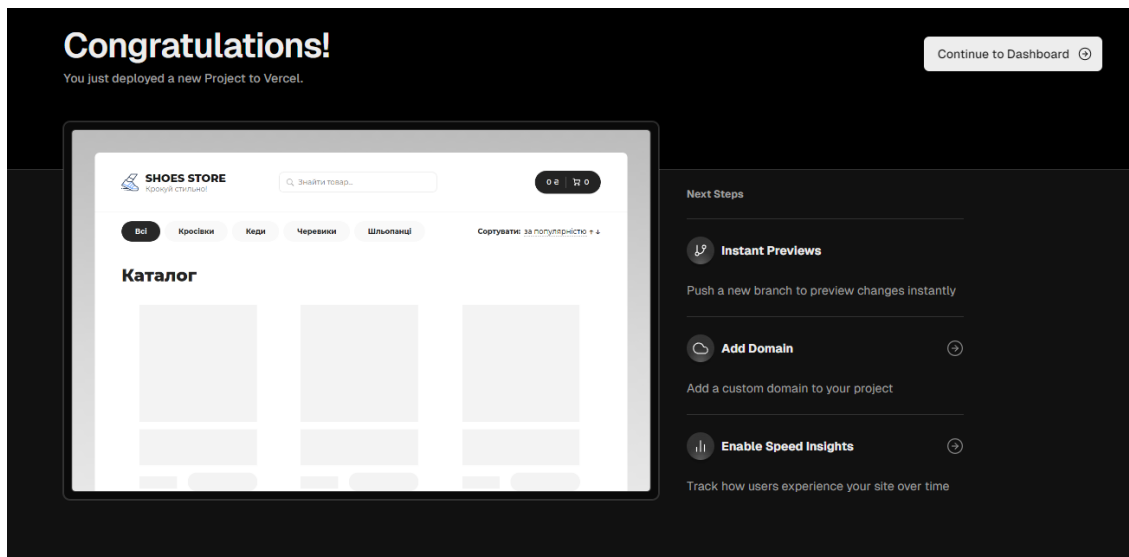 Congratulations!
You just deployed a new Project to Vercel.
Continue to Dashboard
SHOES STORE
Крокуй стильно!
Знайти товар...
0 ₴
0
Всі
Кросівки
Кеди
Черевики
Шльопанці
Сортувати: за популярністю ↑ ↓
Каталог
Next Steps
Instant Previews
Push a new branch to preview changes instantly
Add Domain
Add a custom domain to your project
Enable Speed Insights
Track how users experience your site over time